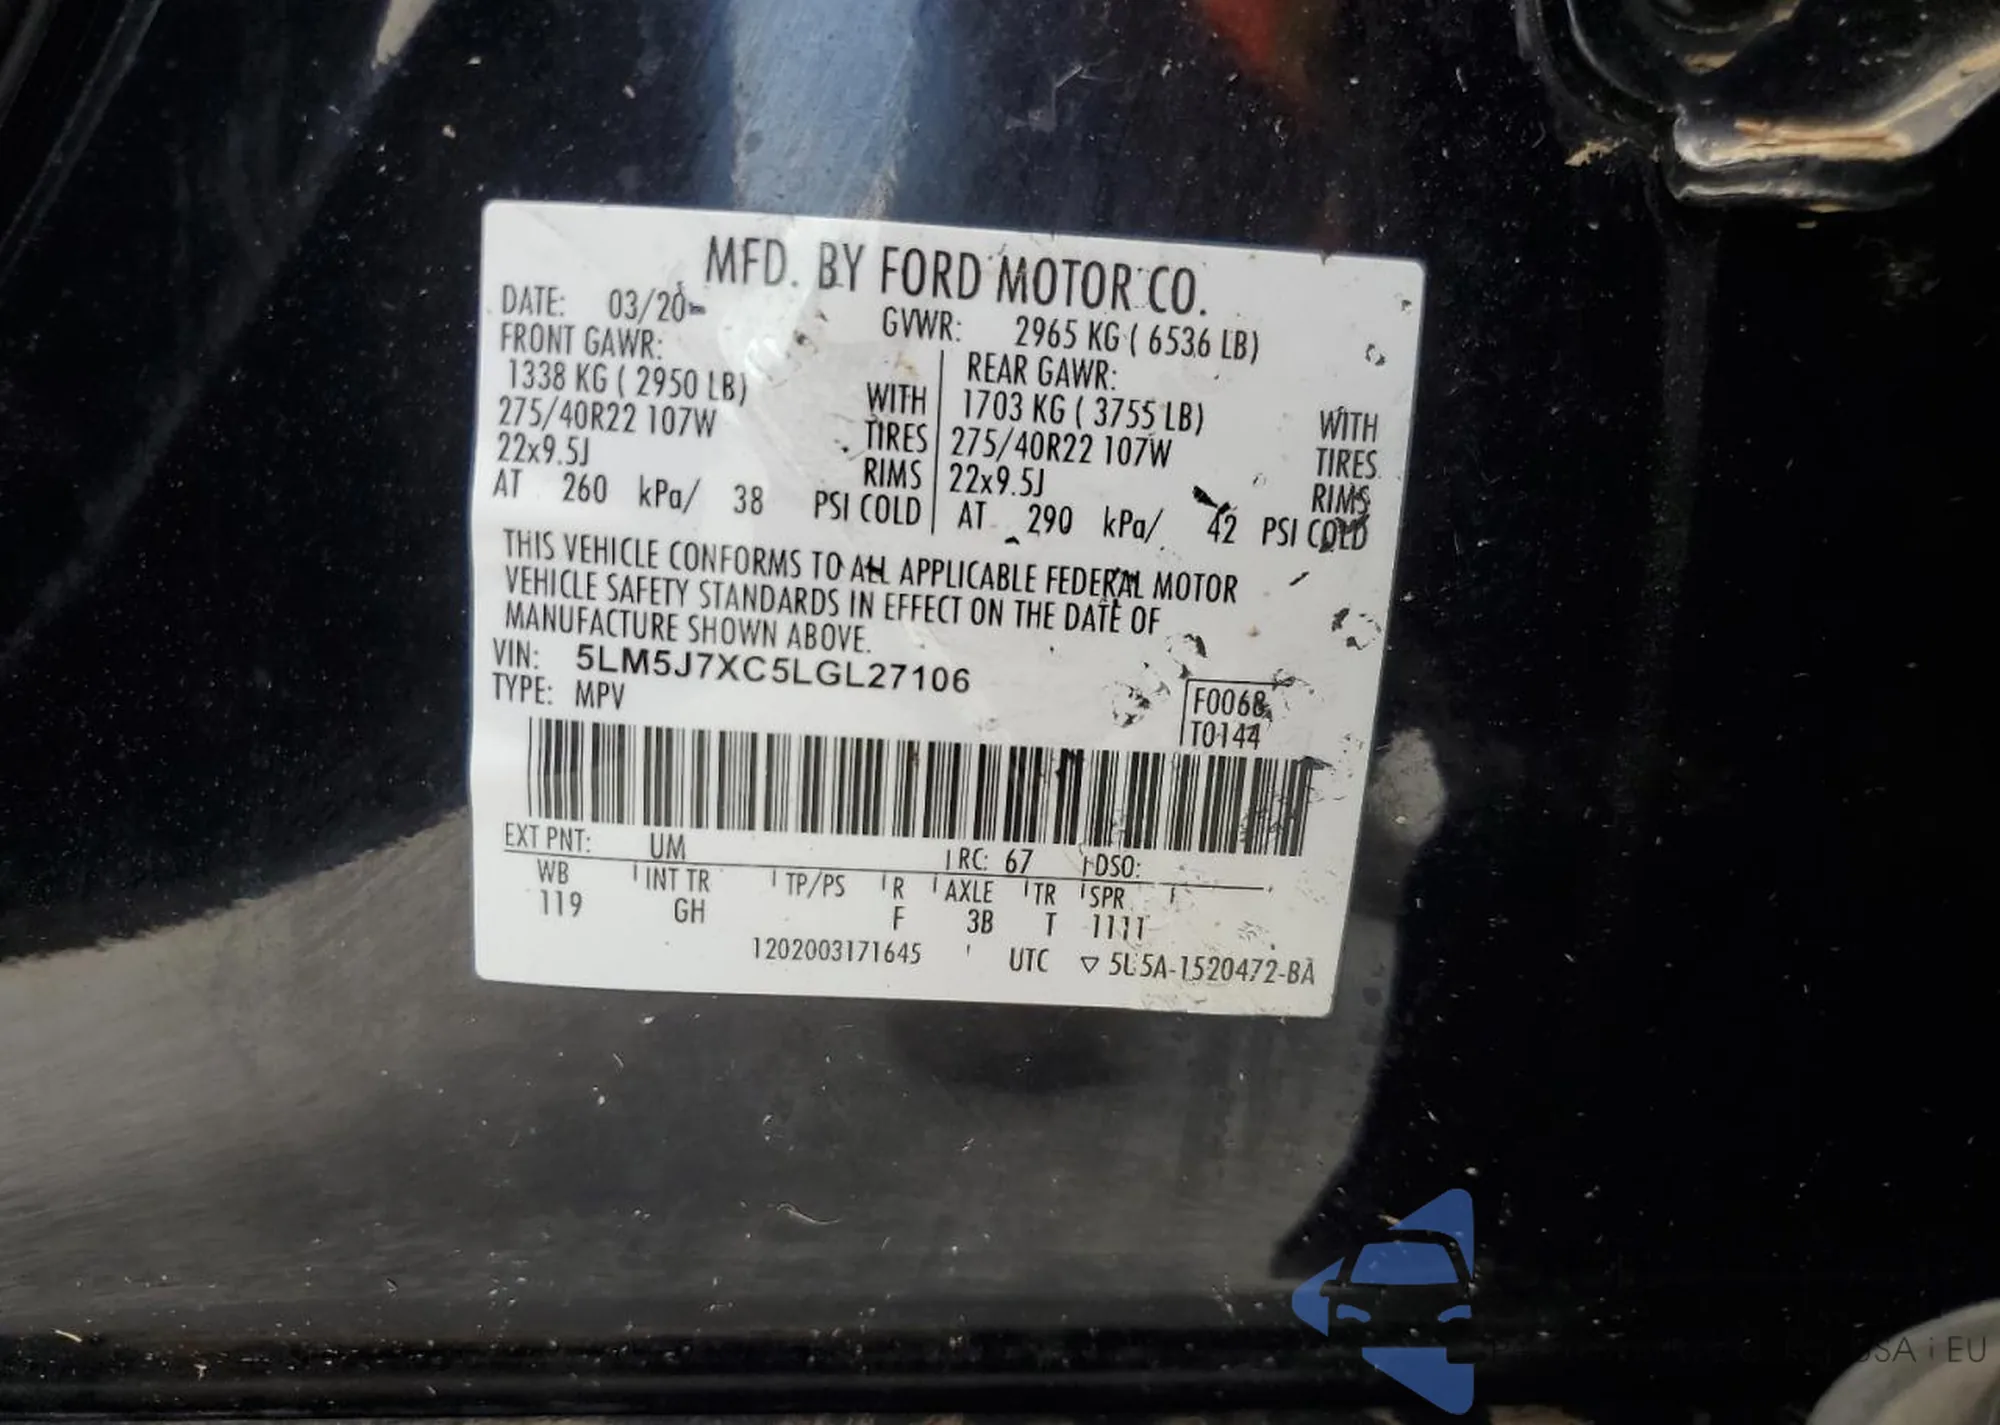 MFD. BY FORD MOTOR CO.
DATE: 03/20 GVWR: 2965 KG ( 6536 LB)
FRONT GAWR: REAR GAWR:
1338 KG ( 2950 LB) WITH 1703 KG ( 3755 LB) WITH
275/40R22 107W TIRES 275/40R22 107W TIRES
22x9.5J RIMS 22x9.5J RIMS
AT 260 kPa/ 38 PSI COLD AT 290 kPa/ 42 PSI COLD
THIS VEHICLE CONFORMS TO ALL APPLICABLE FEDERAL MOTOR
VEHICLE SAFETY STANDARDS IN EFFECT ON THE DATE OF
MANUFACTURE SHOWN ABOVE.
VIN: 5LM5J7XC5LGL27106
TYPE: MPV
F0068
T0144
EXT PNT: UM RC: 67 DSO:
WB INT TR TP/PS R AXLE TR SPR
119 GH F 3B T 1111
1202003171645 UTC ▽ 5U5A-1520472-BA
USA i EU